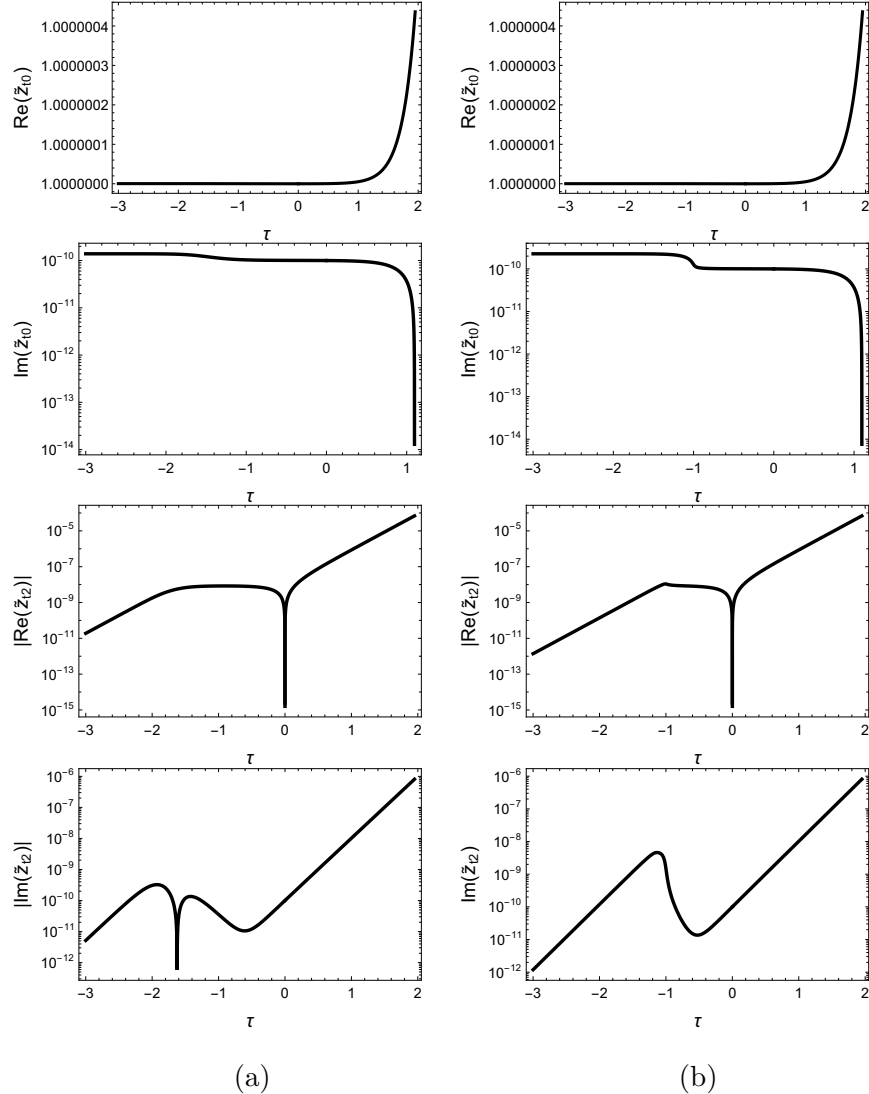 1.0000004
1.0000003
1.0000002
1.0000001
1.0000000
Re(z̃t0)
-3 -2 -1 0 1 2
τ
1.0000004
1.0000003
1.0000002
1.0000001
1.0000000
Re(z̃t0)
-3 -2 -1 0 1 2
τ
10^-10
10^-11
10^-12
10^-13
10^-14
Im(z̃t0)
-3 -2 -1 0 1
τ
10^-10
10^-11
10^-12
10^-13
10^-14
Im(z̃t0)
-3 -2 -1 0 1
τ
10^-5
10^-7
10^-9
10^-11
10^-13
10^-15
|Re(z̃t2)|
-3 -2 -1 0 1 2
τ
10^-5
10^-7
10^-9
10^-11
10^-13
10^-15
|Re(z̃t2)|
-3 -2 -1 0 1 2
τ
10^-6
10^-7
10^-8
10^-9
10^-10
10^-11
10^-12
|Im(z̃t2)|
-3 -2 -1 0 1 2
τ
10^-6
10^-7
10^-8
10^-9
10^-10
10^-11
10^-12
Im(z̃t2)
-3 -2 -1 0 1 2
τ
(a)
(b)